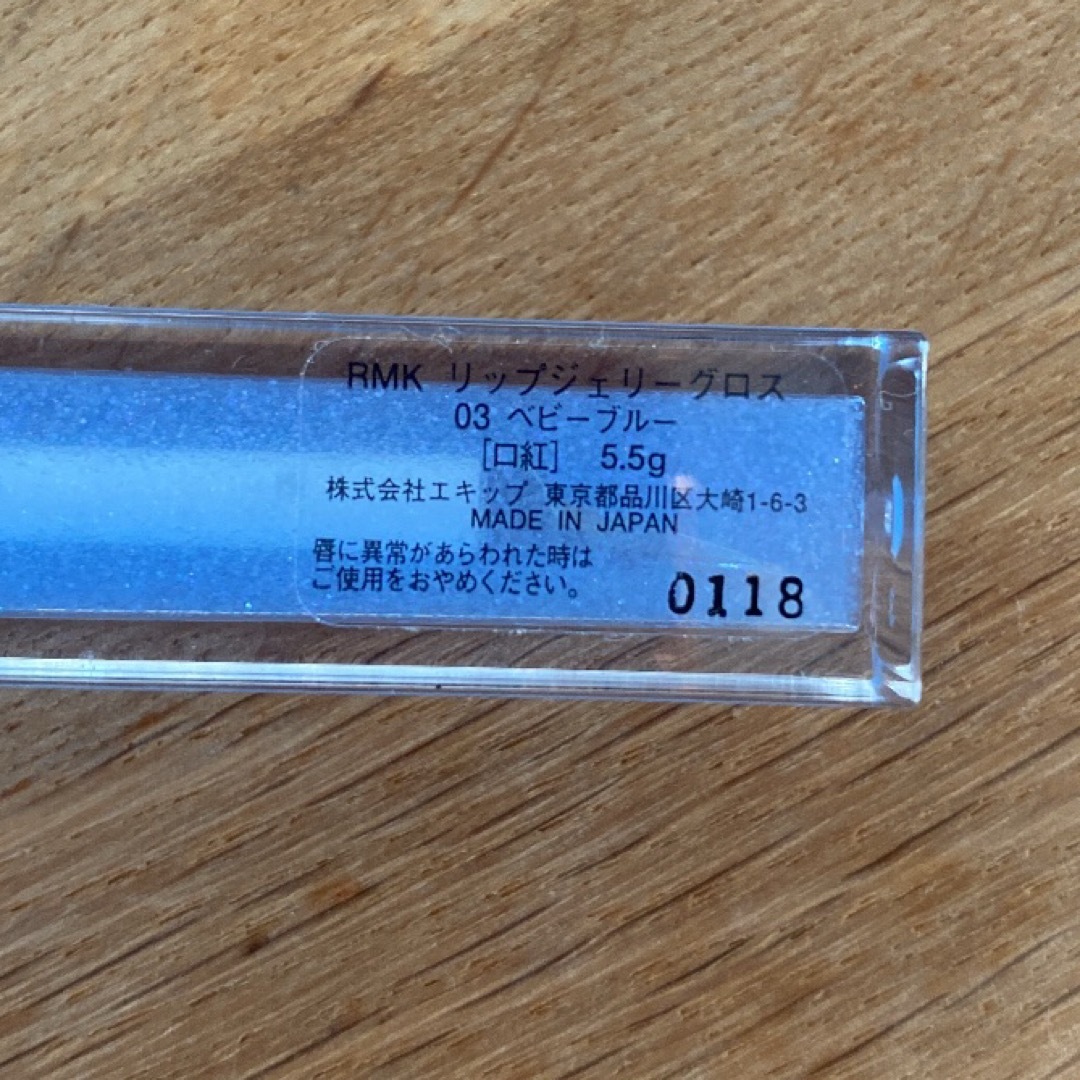 RMK リップジェリーグロス
03 ベビーブルー
[口紅] 5.5g
株式会社エキップ 東京都品川区大崎1-6-3
MADE IN JAPAN
唇に異常があらわれた時は
ご使用をおやめください。
0118